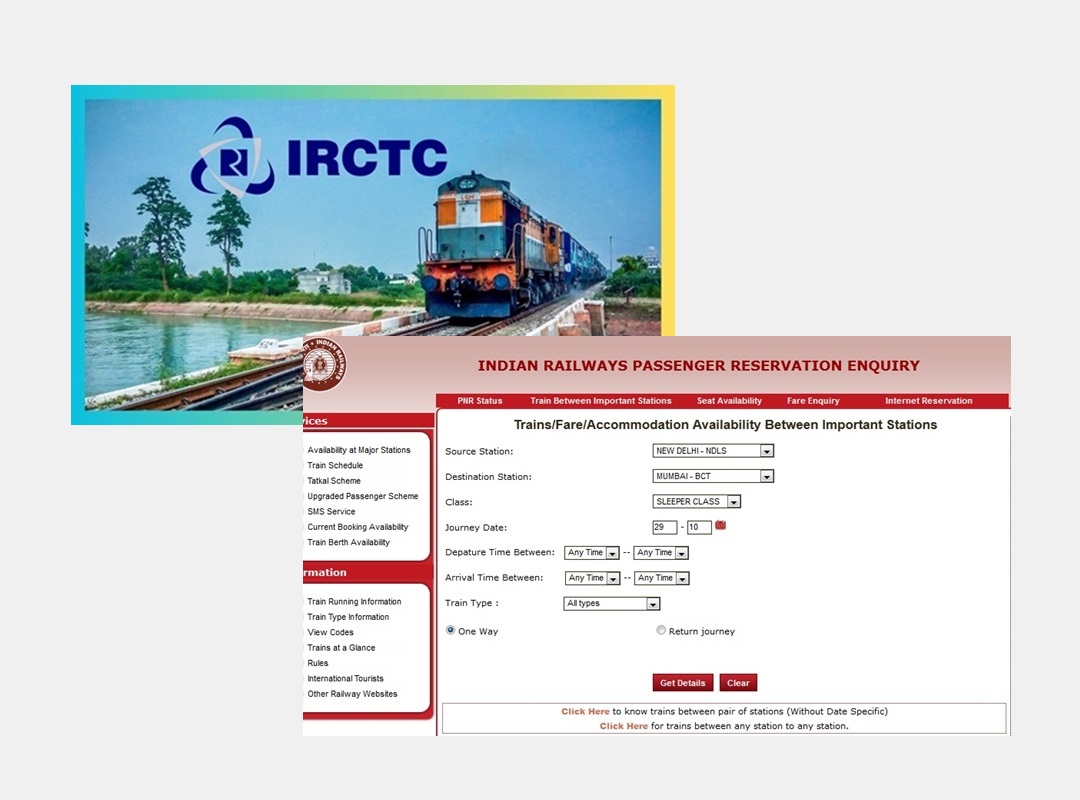 IRCTC
INDIAN RAILWAYS PASSENGER RESERVATION ENQUIRY
PNR Status Train Between Important Stations Seat Availability Fare Enquiry Internet Reservation
Trains/Fare/Accommodation Availability Between Important Stations
vices
Availability at Major Stations
Train Schedule
Tatkal Scheme
Upgraded Passenger Scheme
SMS Service
Current Booking Availability
Train Berth Availability
rmation
Train Running Information
Train Type Information
View Codes
Trains at a Glance
Rules
International Tourists
Other Railway Websites
Source Station: NEW DELHI - NDLS
Destination Station: MUMBAI - BCT
Class: SLEEPER CLASS
Journey Date: 29 - 10
Depature Time Between: Any Time -- Any Time
Arrival Time Between: Any Time -- Any Time
Train Type : All types
One Way Return journey
Get Details Clear
Click Here to know trains between pair of stations (Without Date Specific)
Click Here for trains between any station to any station.